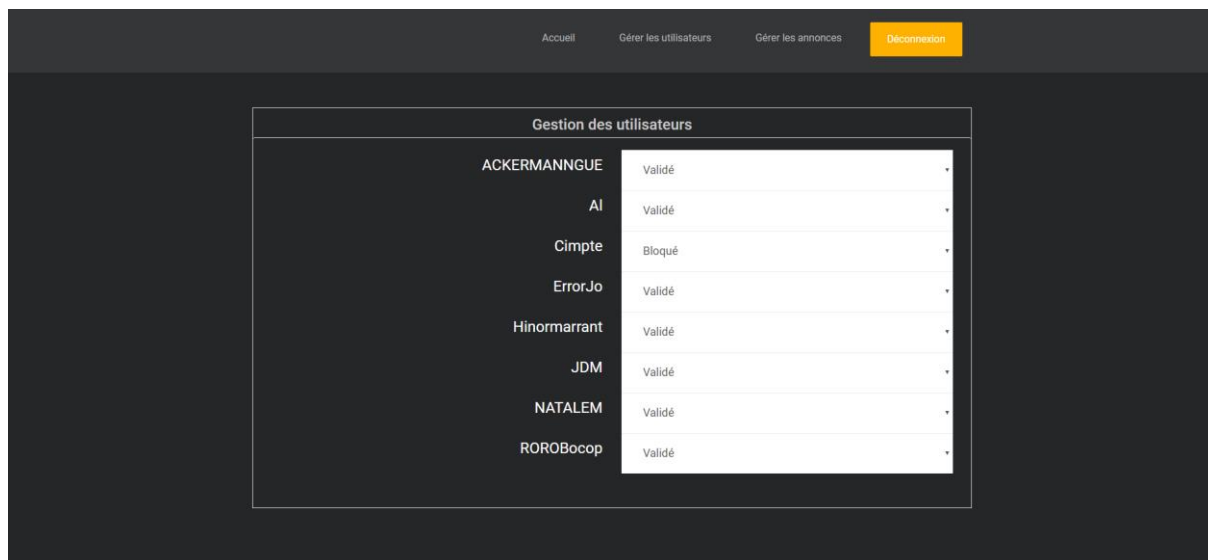 Accueil Gérer les utilisateurs Gérer les annonces Déconnexion
Gestion des utilisateurs
ACKERMANNGUE Validé
Al Validé
Cimpte Bloqué
ErrorJo Validé
Hinormarrant Validé
JDM Validé
NATALEM Validé
ROROBocop Validé